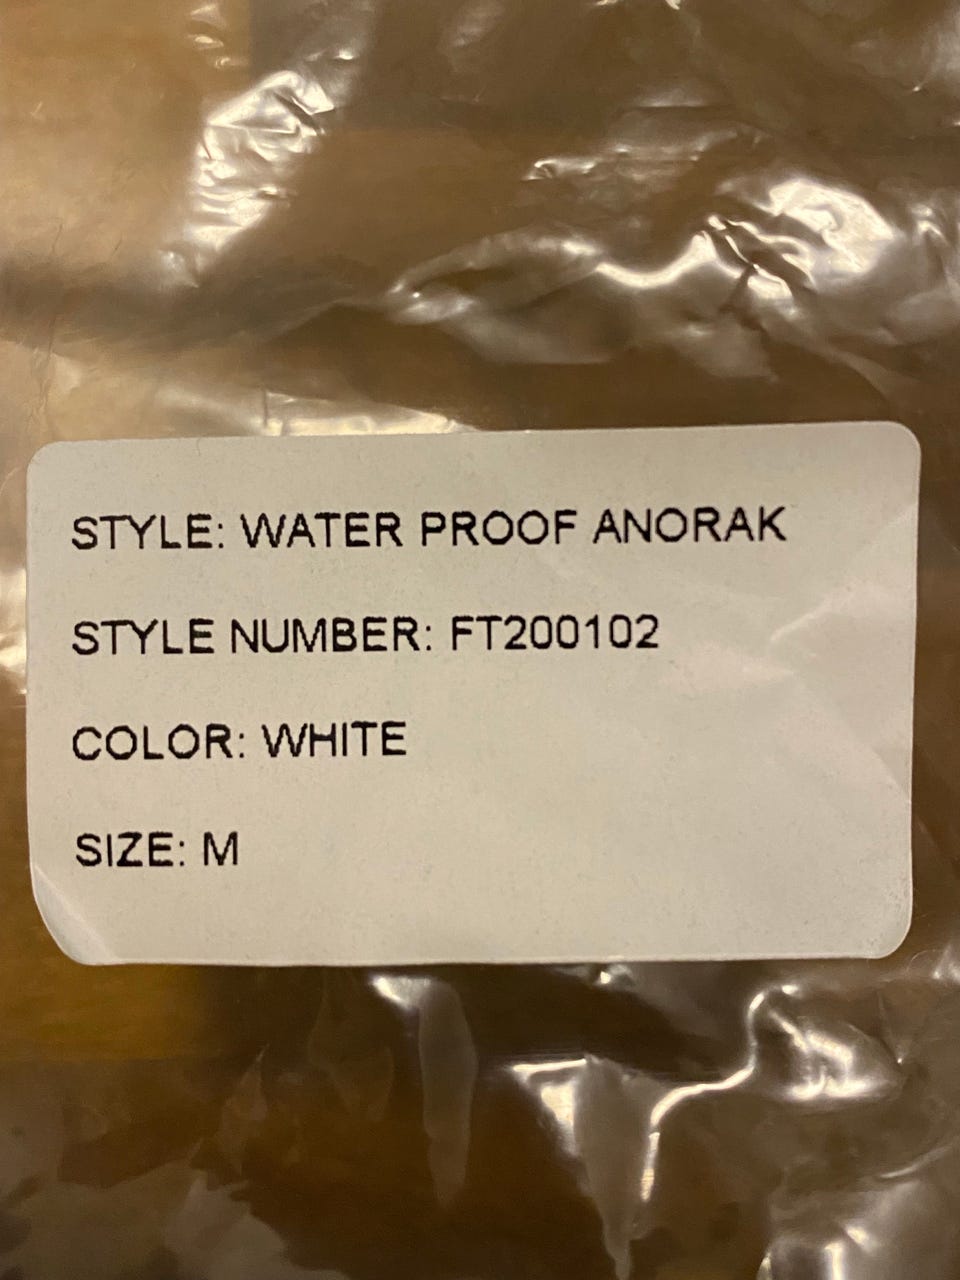 STYLE: WATER PROOF ANORAK
STYLE NUMBER: FT200102
COLOR: WHITE
SIZE: M